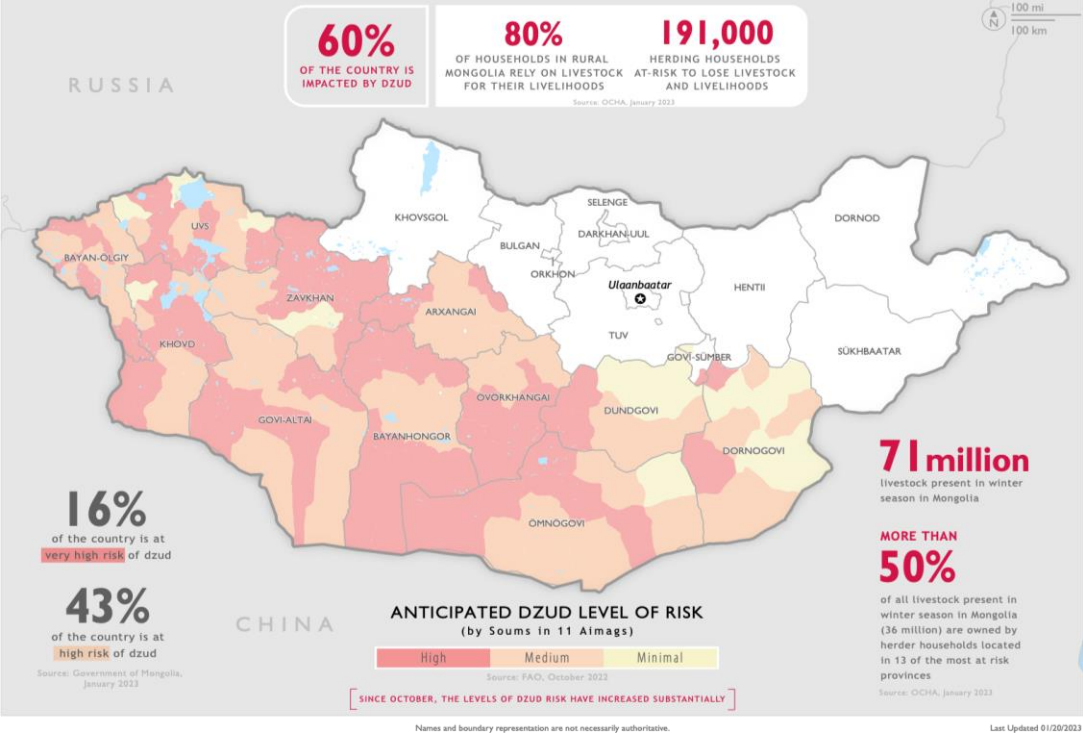 100 mi
N
100 km
60%
OF THE COUNTRY IS
IMPACTED BY DZUD
80%
OF HOUSEHOLDS IN RURAL
MONGOLIA RELY ON LIVESTOCK
FOR THEIR LIVELIHOODS
191,000
HERDING HOUSEHOLDS
AT-RISK TO LOSE LIVESTOCK
AND LIVELIHOODS
Source: OCHA, January 2023
RUSSIA
KHOVSGOL
SELENGE
DARKHAN-UUL
DORNOD
UVS
BULGAN
BAYAN-OLGIY
ORKHON
Ulaanbaatar
HENTII
ZAVKHAN
ARXANGAI
TUV
KHOVD
GOVĪ-SÜMBER
SÜKHBAATAR
OVORKHANGAI
DUNDGOVI
GOVI-ALTAI
BAYANHONGOR
DORNOGOVI
OMNOGOVI
71 million
livestock present in winter
season in Mongolia
MORE THAN
50%
of all livestock present in
winter season in Mongolia
(36 million) are owned by
herder households located
in 13 of the most at risk
provinces
Source: OCHA, January 2023
16%
of the country is at
very high risk of dzud
43%
of the country is at
high risk of dzud
Source: Government of Mongolia,
January 2023
CHINA
ANTICIPATED DZUD LEVEL OF RISK
(by Soums in 11 Aimags)
High Medium Minimal
Source: FAO, October 2022
SINCE OCTOBER, THE LEVELS OF DZUD RISK HAVE INCREASED SUBSTANTIALLY
Names and boundary representation are not necessarily authoritative.
Last Updated 01/20/2023